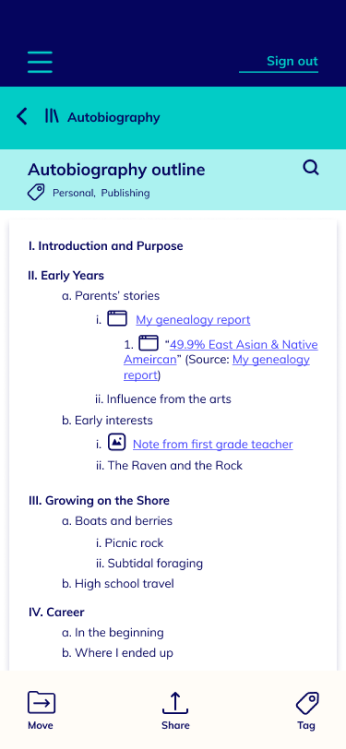 Sign out
Autobiography
Autobiography outline
Personal, Publishing
I. Introduction and Purpose
II. Early Years
a. Parents’ stories
i. My genealogy report
1. “49.9% East Asian & Native
Ameircan” (Source: My genealogy
report)
ii. Influence from the arts
b. Early interests
i. Note from first grade teacher
ii. The Raven and the Rock
III. Growing on the Shore
a. Boats and berries
i. Picnic rock
ii. Subtidal foraging
b. High school travel
IV. Career
a. In the beginning
b. Where I ended up
Move Share Tag